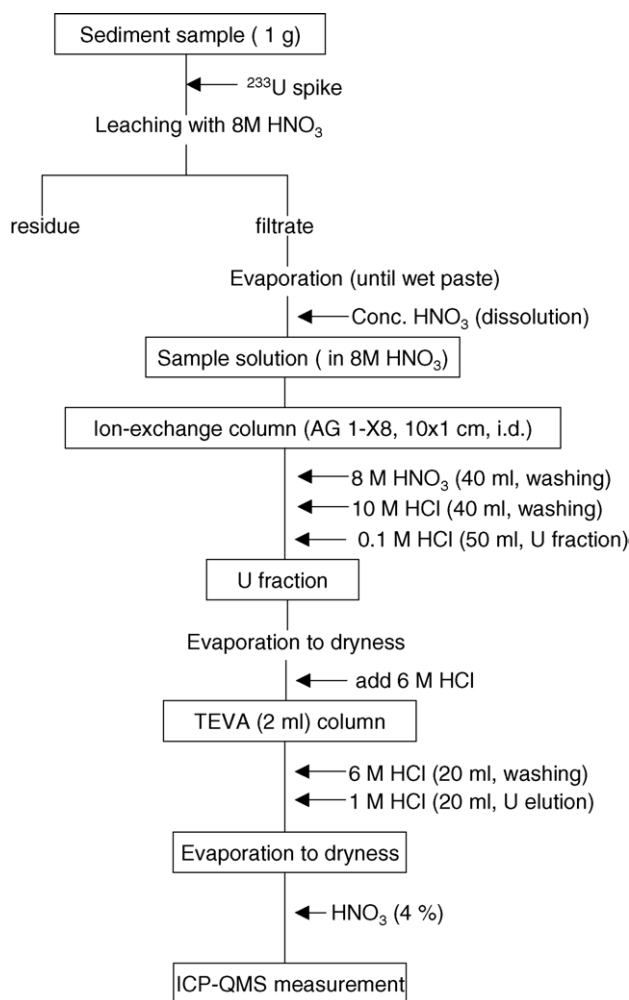 Sediment sample ( 1 g)
²³³U spike
Leaching with 8M HNO₃
residue
filtrate
Evaporation (until wet paste)
Conc. HNO₃ (dissolution)
Sample solution ( in 8M HNO₃)
Ion-exchange column (AG 1-X8, 10x1 cm, i.d.)
8 M HNO₃ (40 ml, washing)
10 M HCl (40 ml, washing)
0.1 M HCl (50 ml, U fraction)
U fraction
Evaporation to dryness
add 6 M HCl
TEVA (2 ml) column
6 M HCl (20 ml, washing)
1 M HCl (20 ml, U elution)
Evaporation to dryness
HNO₃ (4 %)
ICP-QMS measurement